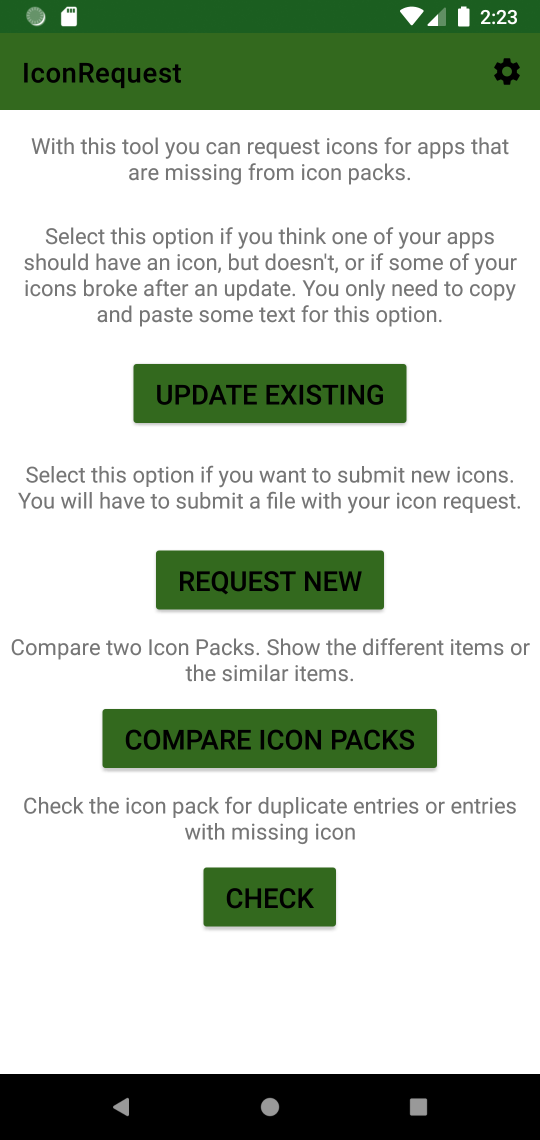 2:23
IconRequest
With this tool you can request icons for apps that
are missing from icon packs.
Select this option if you think one of your apps
should have an icon, but doesn't, or if some of your
icons broke after an update. You only need to copy
and paste some text for this option.
UPDATE EXISTING
Select this option if you want to submit new icons.
You will have to submit a file with your icon request.
REQUEST NEW
Compare two Icon Packs. Show the different items or
the similar items.
COMPARE ICON PACKS
Check the icon pack for duplicate entries or entries
with missing icon
CHECK